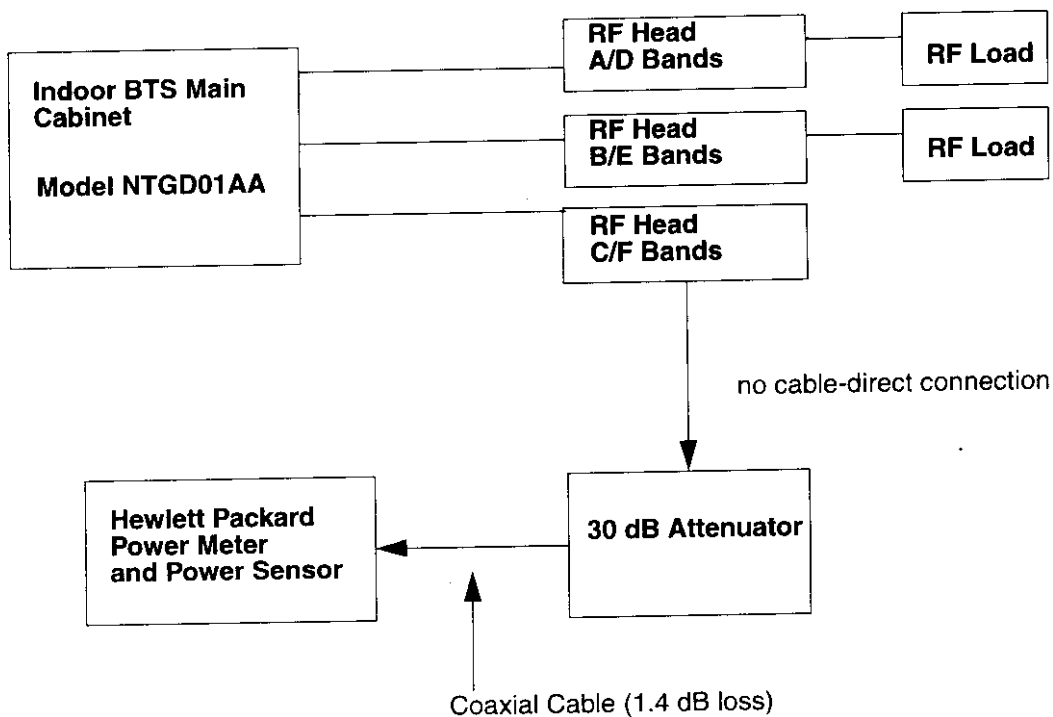 Indoor BTS Main
Cabinet
Model NTGD01AA
RF Head
A/D Bands
RF Load
RF Head
B/E Bands
RF Load
RF Head
C/F Bands
no cable-direct connection
Hewlett Packard
Power Meter
and Power Sensor
30 dB Attenuator
Coaxial Cable (1.4 dB loss)